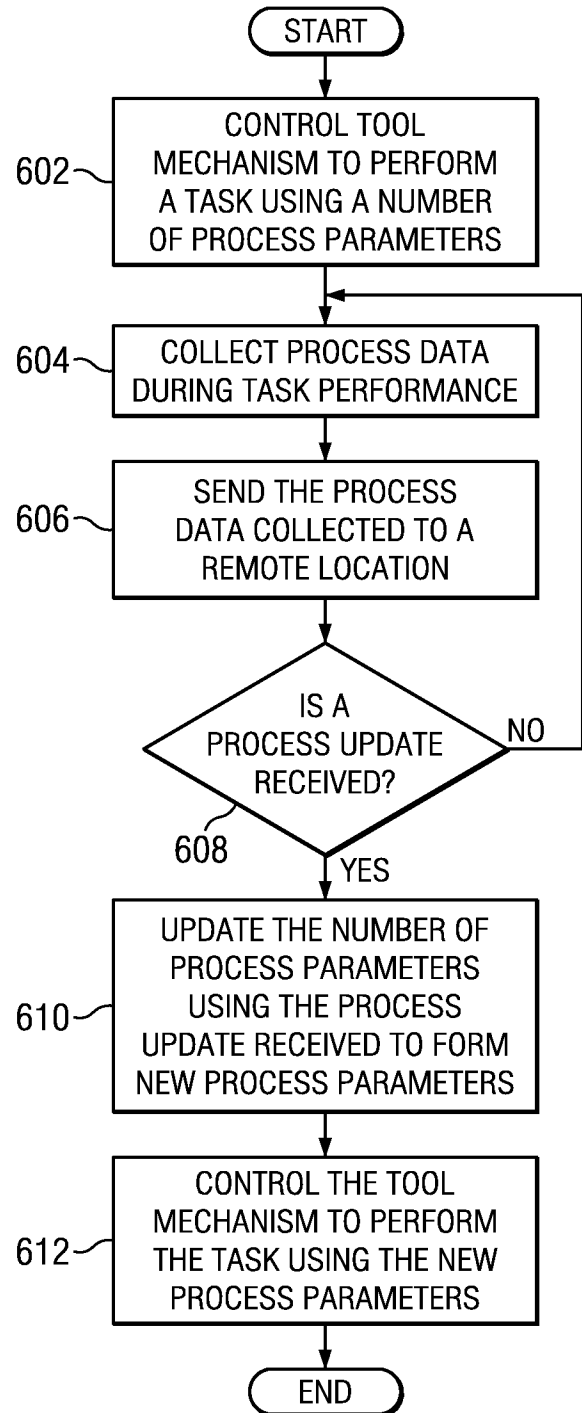 START
602
CONTROL TOOL
MECHANISM TO PERFORM
A TASK USING A NUMBER
OF PROCESS PARAMETERS
604
COLLECT PROCESS DATA
DURING TASK PERFORMANCE
606
SEND THE PROCESS
DATA COLLECTED TO A
REMOTE LOCATION
IS A
PROCESS UPDATE
RECEIVED?
NO
608
YES
610
UPDATE THE NUMBER OF
PROCESS PARAMETERS
USING THE PROCESS
UPDATE RECEIVED TO FORM
NEW PROCESS PARAMETERS
612
CONTROL THE TOOL
MECHANISM TO PERFORM
THE TASK USING THE NEW
PROCESS PARAMETERS
END